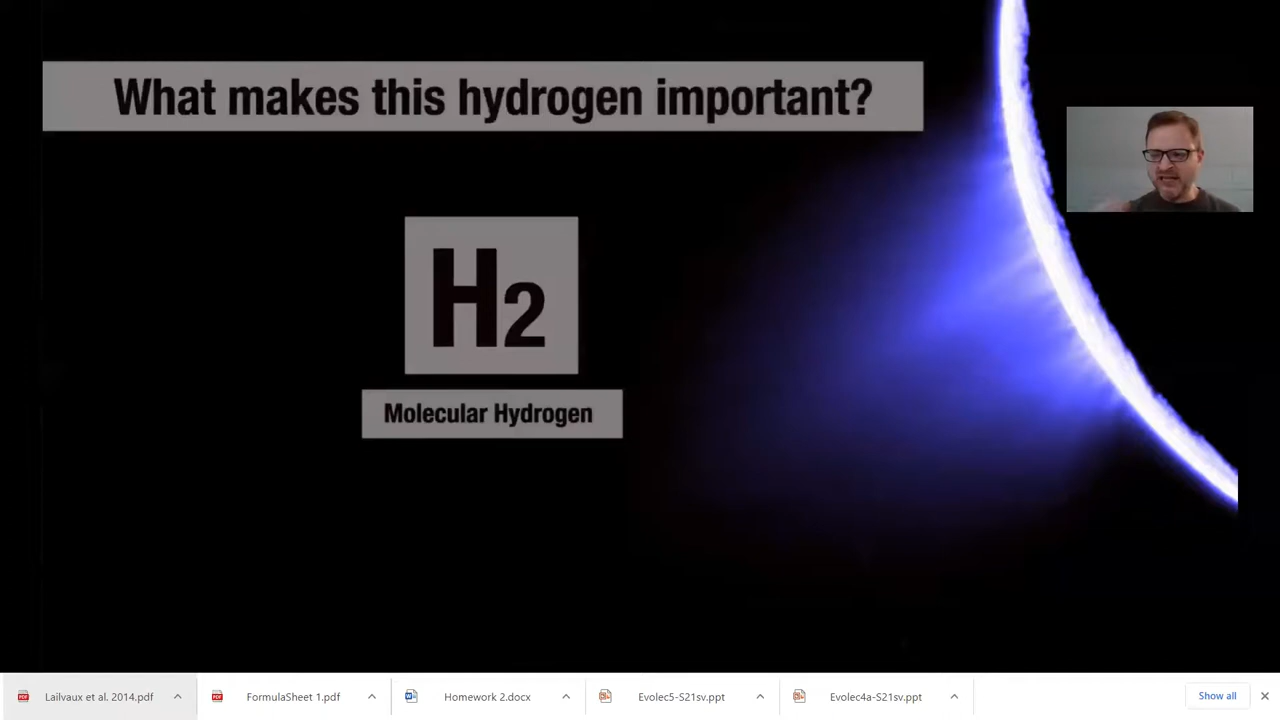 What makes this hydrogen important?
H2
Molecular Hydrogen
Lailvaux et al. 2014.pdf
FormulaSheet 1.pdf
Homework 2.docx
Evolec5-S21sv.ppt
Evolec4a-S21sv.ppt
Show all